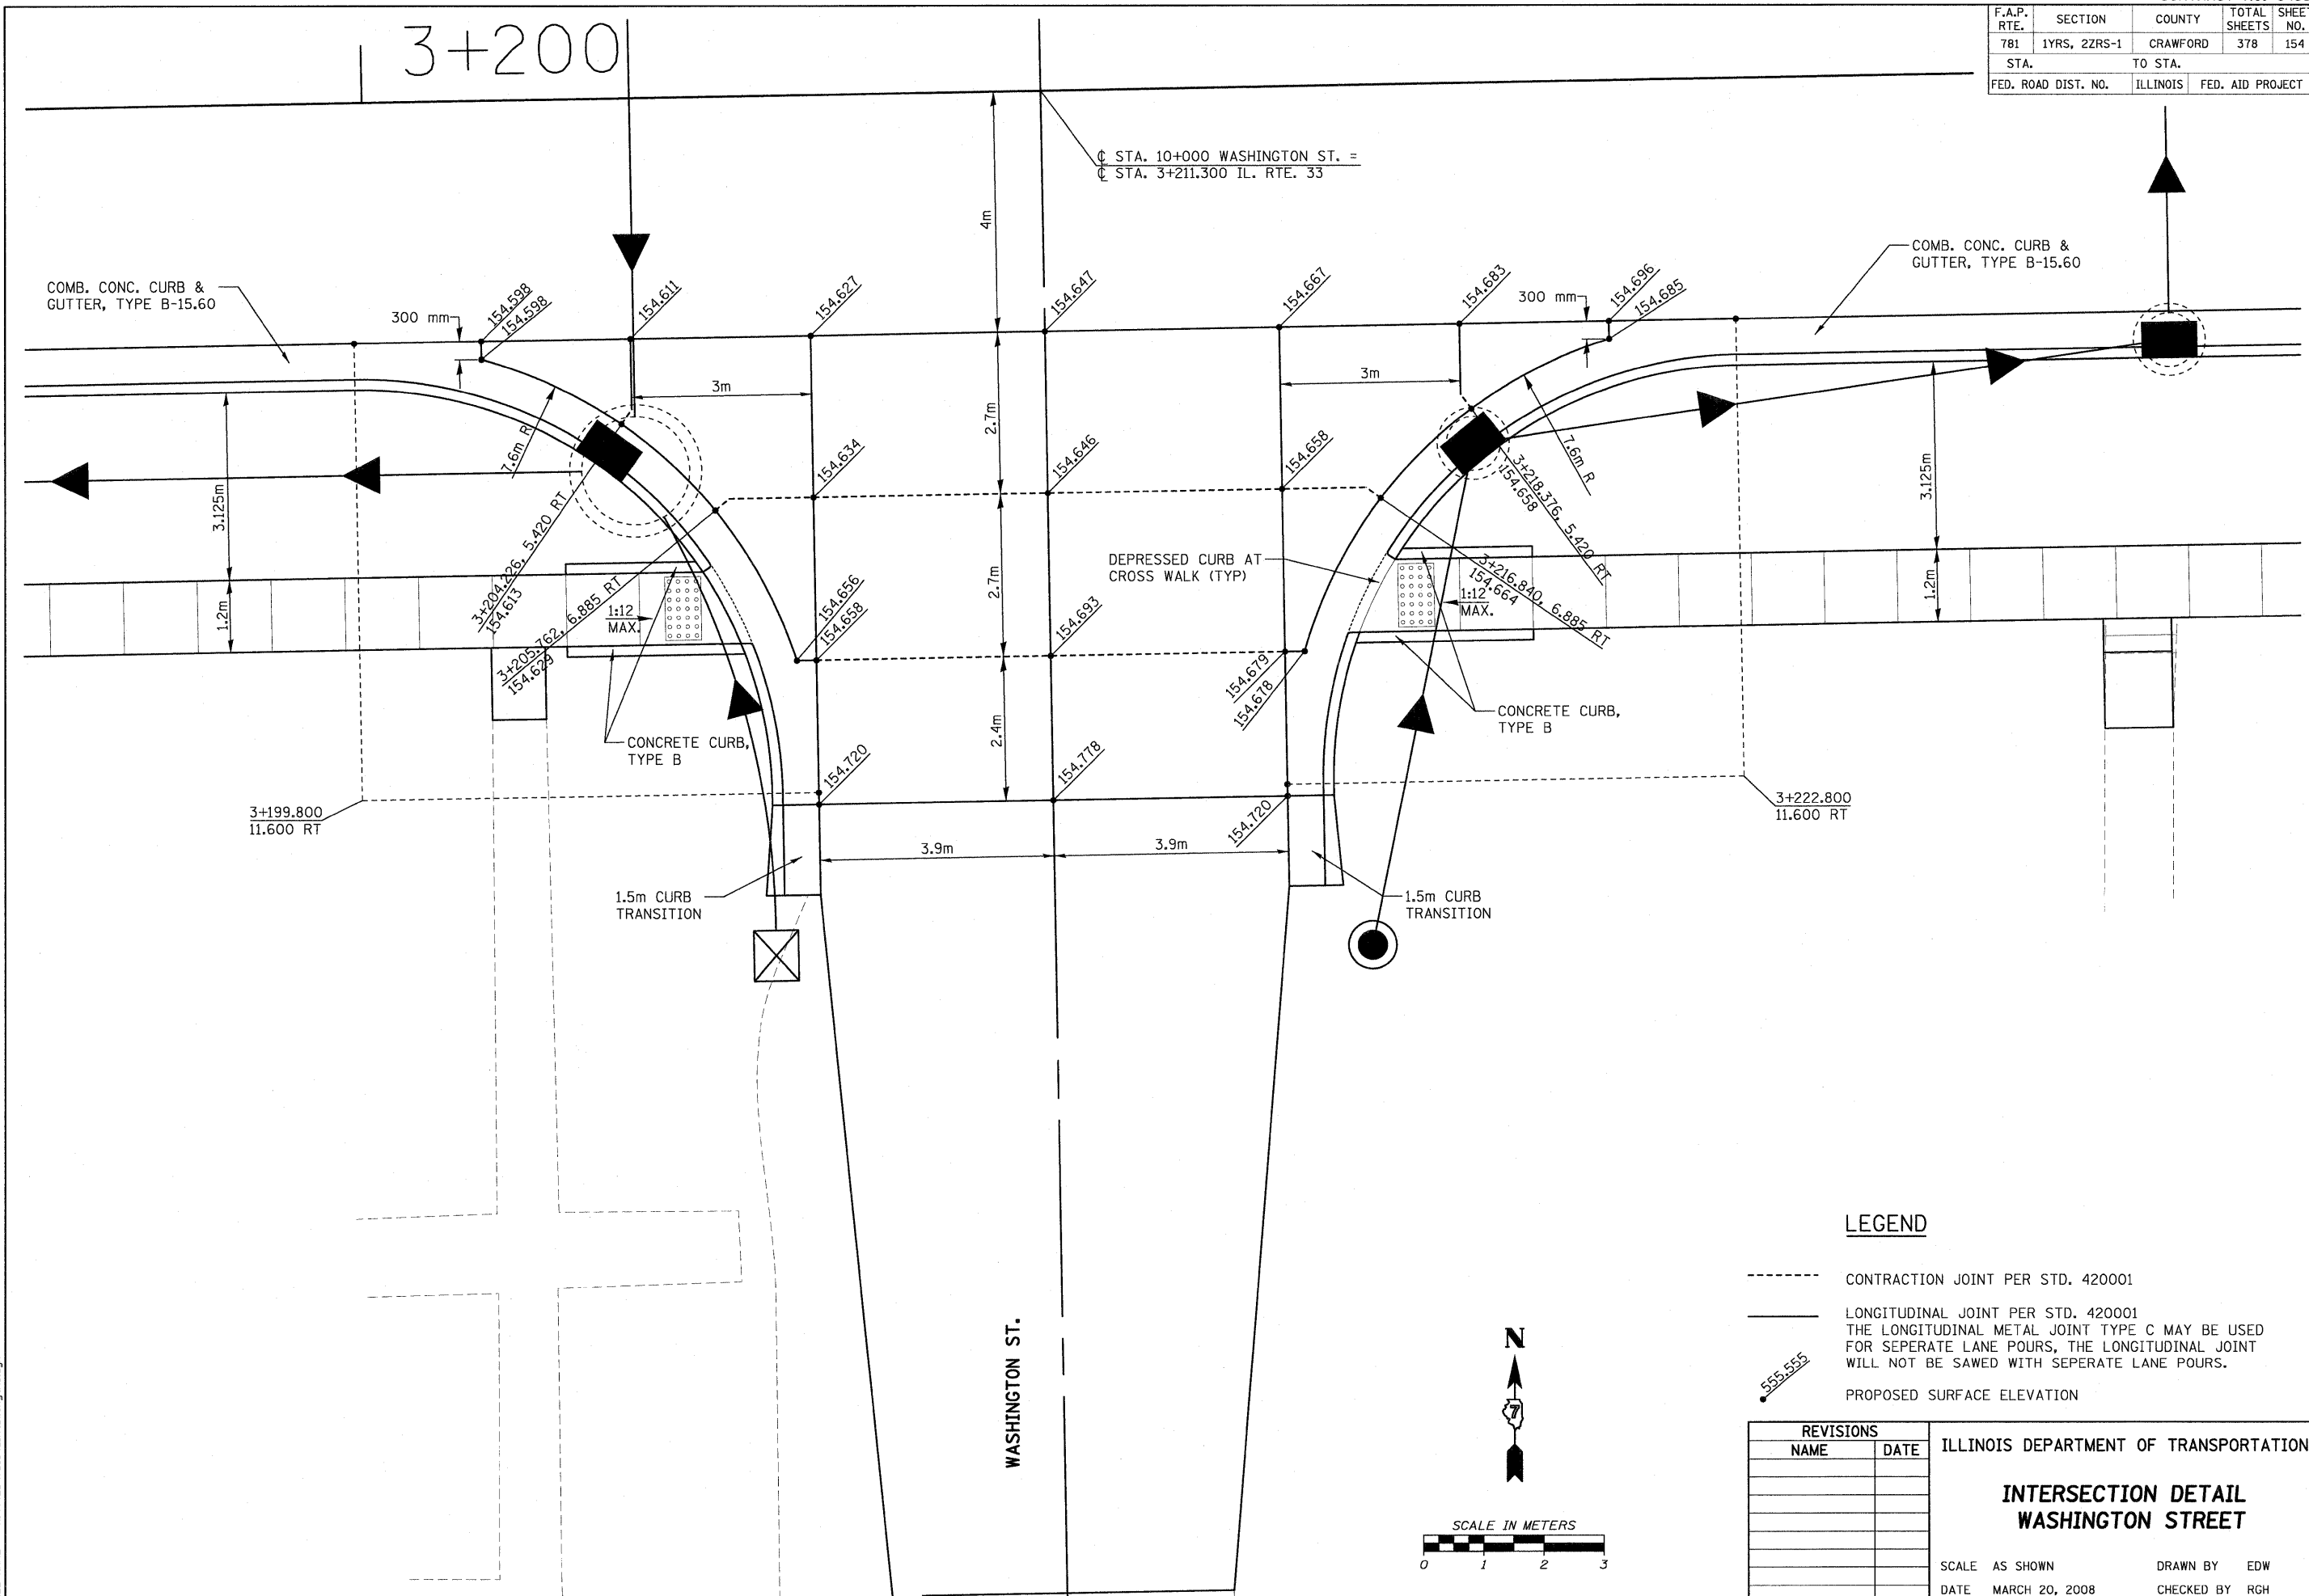 F.A.P. RTE. SECTION COUNTY TOTAL SHEETS SHEET NO.
781 1YRS, 2ZRS-1 CRAWFORD 378 154
STA. TO STA.
FED. ROAD DIST. NO. ILLINOIS FED. AID PROJECT
3+200
℄ STA. 10+000 WASHINGTON ST. =
℄ STA. 3+211.300 IL. RTE. 33
4m
COMB. CONC. CURB &
GUTTER, TYPE B-15.60
COMB. CONC. CURB &
GUTTER, TYPE B-15.60
300 mm
154.598
154.598
154.611
154.627
154.647
154.667
154.683
300 mm
154.696
154.685
3m
3m
2.7m
7.6m R
7.6m R
154.634
154.646
154.658
3.125m
3.125m
3+204.226, 5.420 RT
154.613
3+218.376, 5.420 RT
154.658
3+205.762, 6.885 RT
154.629
3+216.840, 6.885 RT
154.664
DEPRESSED CURB AT
CROSS WALK (TYP)
2.7m
1.2m
1.2m
1:12
MAX.
1:12
MAX.
154.656
154.658
154.693
154.679
154.678
2.4m
CONCRETE CURB,
TYPE B
CONCRETE CURB,
TYPE B
154.720
154.778
154.720
3+199.800
11.600 RT
3+222.800
11.600 RT
3.9m
3.9m
1.5m CURB
TRANSITION
1.5m CURB
TRANSITION
WASHINGTON ST.
N
7
SCALE IN METERS
0 1 2 3
LEGEND
CONTRACTION JOINT PER STD. 420001
LONGITUDINAL JOINT PER STD. 420001
THE LONGITUDINAL METAL JOINT TYPE C MAY BE USED
FOR SEPERATE LANE POURS, THE LONGITUDINAL JOINT
WILL NOT BE SAWED WITH SEPERATE LANE POURS.
555.555
PROPOSED SURFACE ELEVATION
REVISIONS
NAME DATE
ILLINOIS DEPARTMENT OF TRANSPORTATION
INTERSECTION DETAIL
WASHINGTON STREET
SCALE AS SHOWN DRAWN BY EDW
DATE MARCH 20, 2008 CHECKED BY RGH